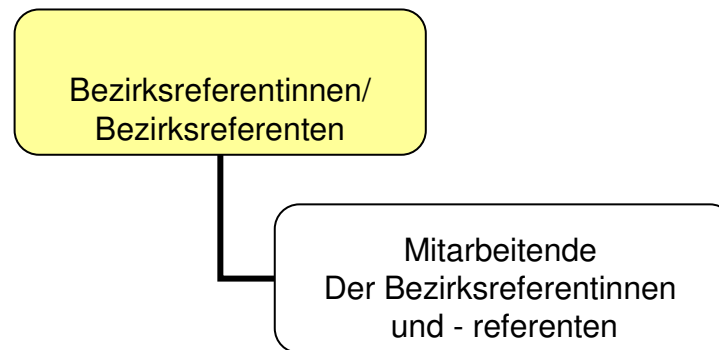 Bezirksreferentinnen/
Bezirksreferenten
Mitarbeitende
Der Bezirksreferentinnen
und - referenten